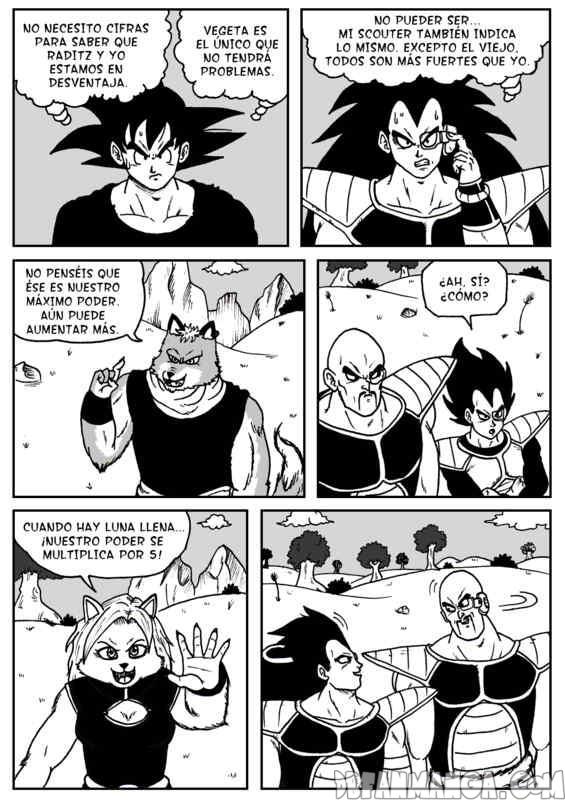 NO NECESITO CIFRAS
PARA SABER QUE
RADITZ Y YO
ESTAMOS EN
DESVENTAJA.
VEGETA ES
EL ÚNICO QUE
NO TENDRÁ
PROBLEMAS.
NO PUEDER SER...
MI SCOUTER TAMBIÉN INDICA
LO MISMO. EXCEPTO EL VIEJO,
TODOS SON MÁS FUERTES QUE YO.
NO PENSÉIS QUE
ÉSE ES NUESTRO
MÁXIMO PODER.
AÚN PUEDE
AUMENTAR MÁS.
¿AH, SÍ?
¿CÓMO?
CUANDO HAY LUNA LLENA...
¡NUESTRO PODER SE
MULTIPLICA POR 5!
DREANMANGA.COM